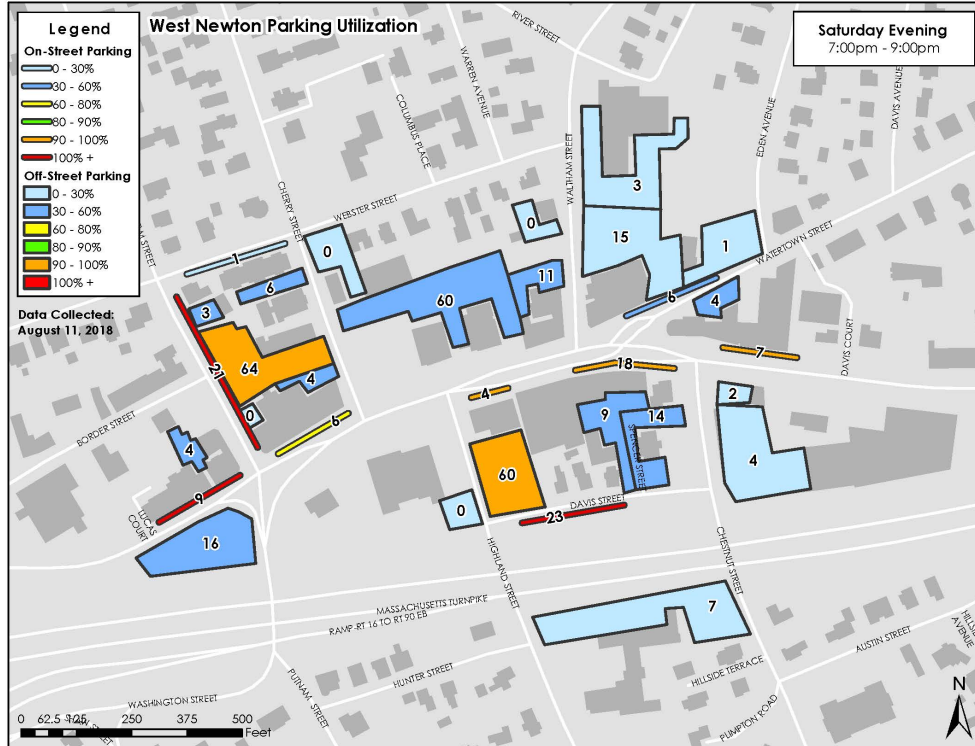 West Newton Parking Utilization
Saturday Evening
7:00pm - 9:00pm
Legend
On-Street Parking
0 - 30%
30 - 60%
60 - 80%
80 - 90%
90 - 100%
100% +
Off-Street Parking
0 - 30%
30 - 60%
60 - 80%
80 - 90%
90 - 100%
100% +
Data Collected:
August 11, 2018
RIVER STREET
WARREN AVENUE
COLUMBUS PLACE
WALTHAM STREET
EDEN AVENUE
DAVIS AVENUE
CHERRY STREET
WEBSTER STREET
WATERTOWN STREET
DAVIS COURT
STREET
BORDER STREET
LUCAS
COURT
SPENCER STREET
DAVIS STREET
HIGHLAND STREET
CHESTNUT STREET
MASSACHUSETTS TURNPIKE
RAMP-RT 16 TO RT 90 EB
HUNTER STREET
PUTNAM STREET
WASHINGTON STREET
HILLSIDE TERRACE
AUSTIN STREET
PLIMPTON ROAD
AVENUE
3
15
1
0
0
1
6
11
60
6
3
4
21
64
4
7
18
4
0
6
2
9
14
4
4
60
9
0
23
16
7
0 62.5 125 250 375 500
Feet
N